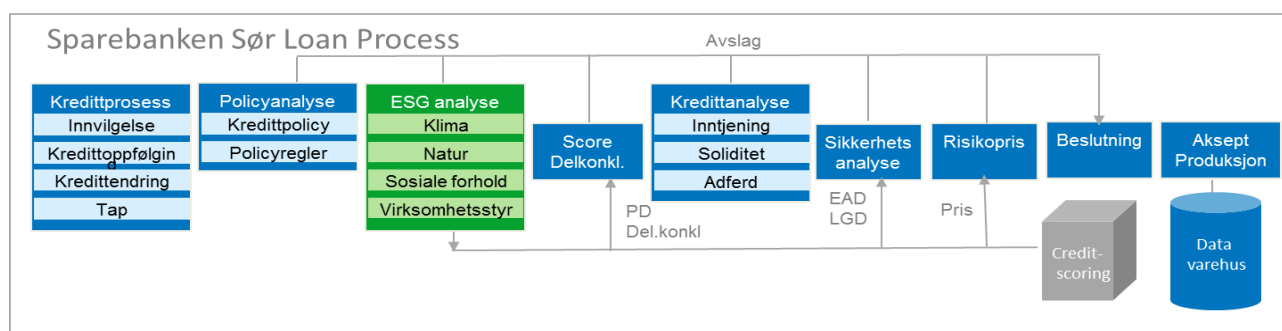 Sparebanken Sør Loan Process
Avslag
Kredittprosess
Innvilgelse
Kredittoppfølgin
g
Kredittendring
Tap
Policyanalyse
Kredittpolicy
Policyregler
ESG analyse
Klima
Natur
Sosiale forhold
Virksomhetsstyr
Score
Delkonkl.
PD
Del.konkl
Kredittanalyse
Inntjening
Soliditet
Adferd
Sikkerhets
analyse
EAD
LGD
Risikopris
Pris
Beslutning
Aksept
Produksjon
Credit-
scoring
Data
varehus